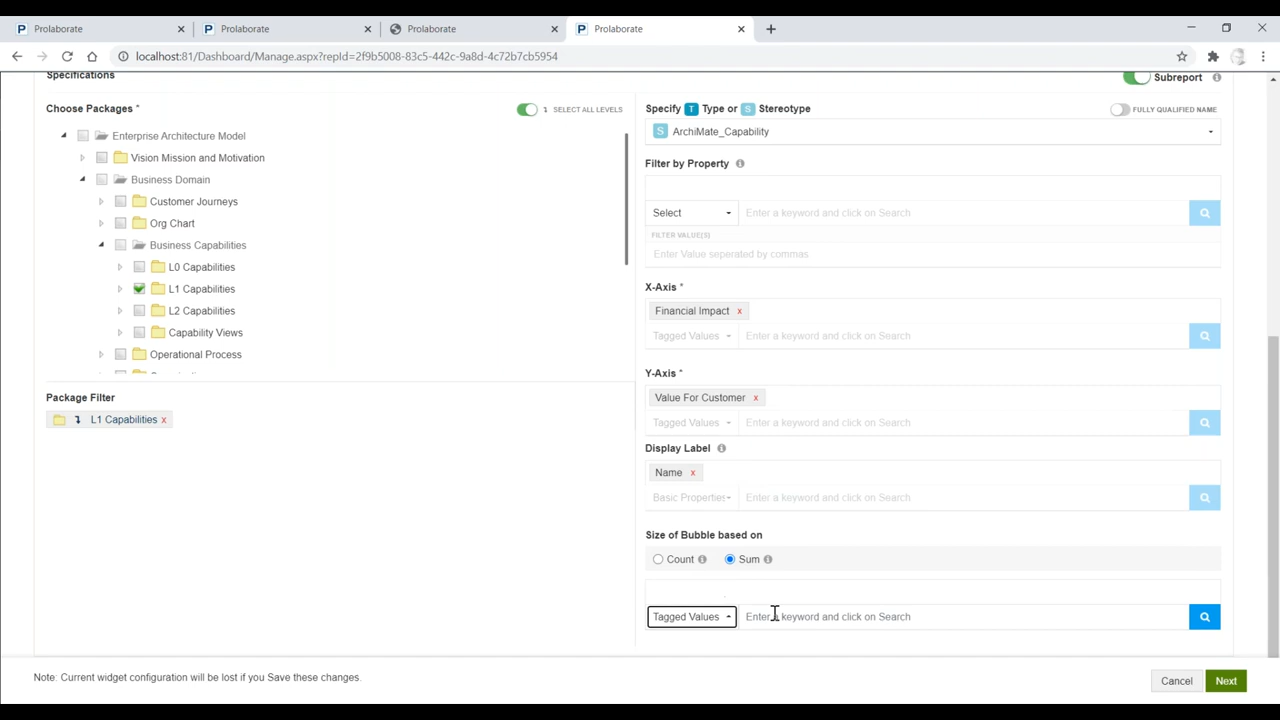 Prolaborate
Prolaborate
Prolaborate
Prolaborate
localhost:81/Dashboard/Manage.aspx?repId=2f9b5008-83c5-442c-9a8d-4c72b7cb5954
Specifications
Subreport
Choose Packages *
SELECT ALL LEVELS
Enterprise Architecture Model
Vision Mission and Motivation
Business Domain
Customer Journeys
Org Chart
Business Capabilities
L0 Capabilities
L1 Capabilities
L2 Capabilities
Capability Views
Operational Process
Package Filter
L1 Capabilities x
Specify T Type or S Stereotype
FULLY QUALIFIED NAME
S ArchiMate_Capability
Filter by Property
Select Enter a keyword and click on Search
FILTER VALUE(S)
Enter Value seperated by commas
X-Axis *
Financial Impact x
Tagged Values Enter a keyword and click on Search
Y-Axis *
Value For Customer x
Tagged Values Enter a keyword and click on Search
Display Label
Name x
Basic Properties Enter a keyword and click on Search
Size of Bubble based on
Count Sum
Tagged Values Enter a keyword and click on Search
Note: Current widget configuration will be lost if you Save these changes.
Cancel Next